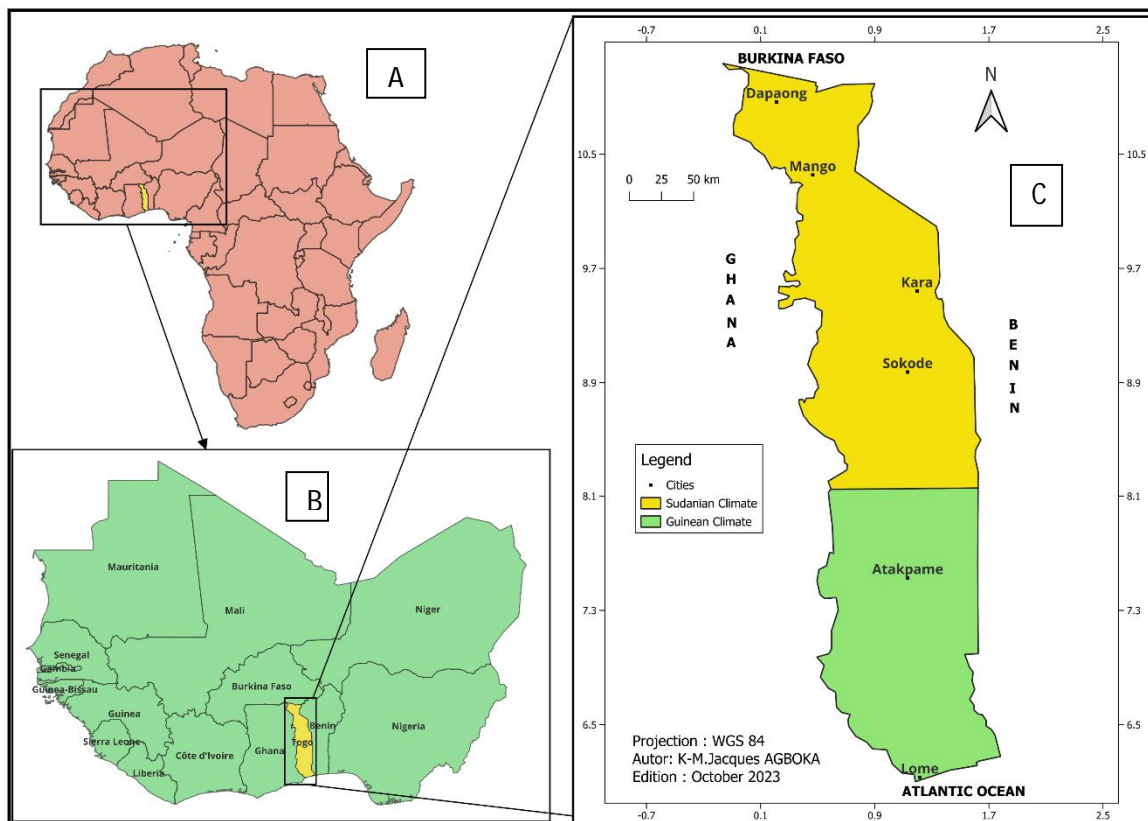 A
B
Mauritania
Mali
Niger
Senegal
Gambia
Guinea-Bissau
Burkina Faso
Guinea
Benin
Nigeria
Sierra Leone
Côte d'Ivoire
Ghana
Togo
Liberia
-0.7 0.1 0.9 1.7 2.5
BURKINA FASO
N
Dapaong
10.5 10.5
Mango
0 25 50 km
C
GHANA
9.7 9.7
Kara
BENIN
Sokode
8.9 8.9
Legend
Cities
Sudanian Climate
Guinean Climate
8.1 8.1
Atakpame
7.3 7.3
6.5 6.5
Projection : WGS 84
Autor: K-M.Jacques AGBOKA
Edition : October 2023
Lome
ATLANTIC OCEAN
-0.7 0.1 0.9 1.7 2.5